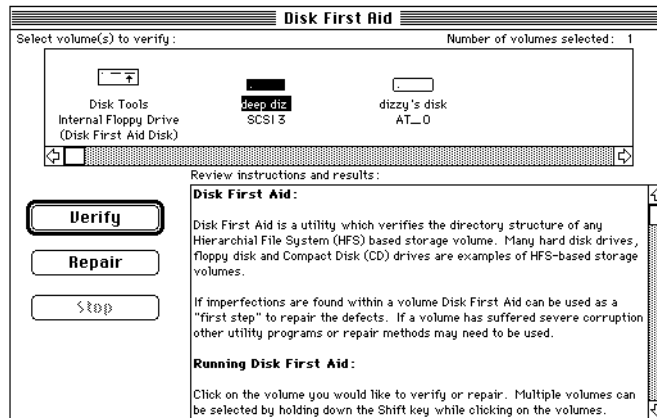 Disk First Aid
Select volume(s) to verify: Number of volumes selected: 1
Disk Tools deep diz dizzy's disk
Internal Floppy Drive SCSI 3 AT_0
(Disk First Aid Disk)
Review instructions and results:
Disk First Aid:
Verify
Disk First Aid is a utility which verifies the directory structure of any
Hierarchial File System (HFS) based storage volume. Many hard disk drives,
floppy disk and Compact Disk (CD) drives are examples of HFS-based storage
volumes.
Repair
If imperfections are found within a volume Disk First Aid can be used as a
"first step" to repair the defects. If a volume has suffered severe corruption
other utility programs or repair methods may need to be used.
Stop
Running Disk First Aid:
Click on the volume you would like to verify or repair. Multiple volumes can
be selected by holding down the Shift key while clicking on the volumes.